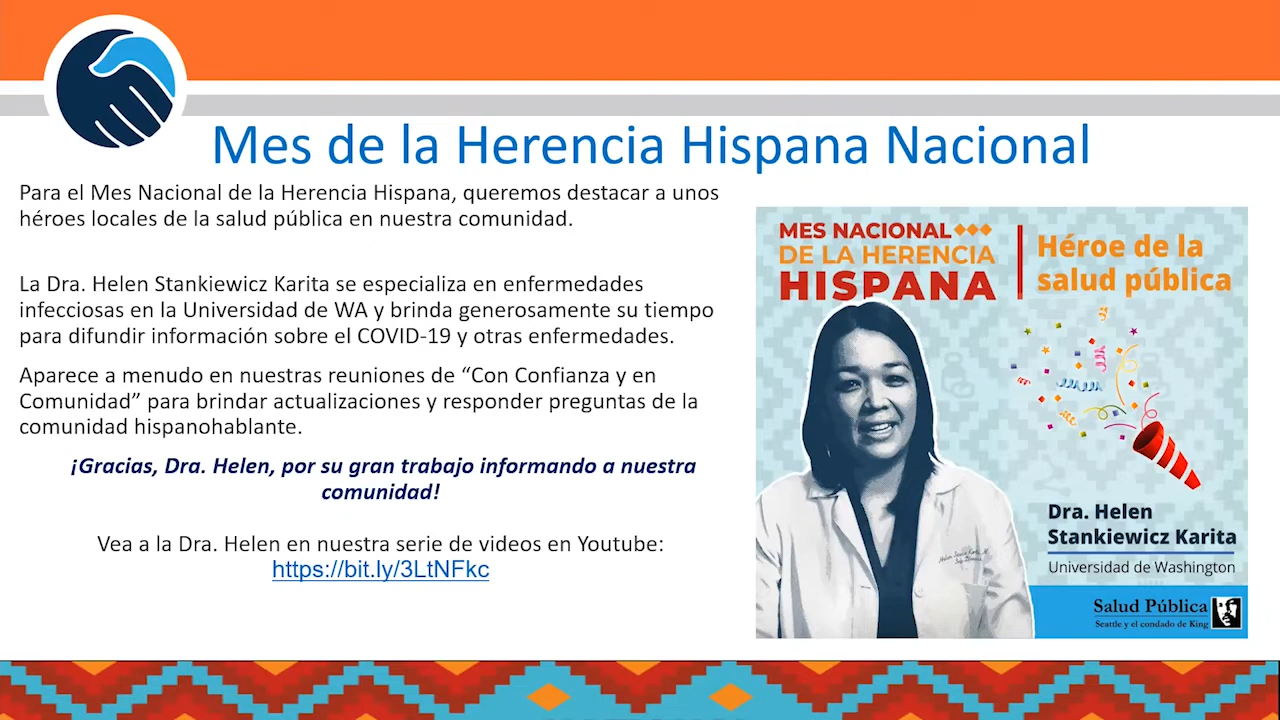 Mes de la Herencia Hispana Nacional
Para el Mes Nacional de la Herencia Hispana, queremos destacar a unos
héroes locales de la salud pública en nuestra comunidad.
La Dra. Helen Stankiewicz Karita se especializa en enfermedades
infecciosas en la Universidad de WA y brinda generosamente su tiempo
para difundir información sobre el COVID-19 y otras enfermedades.
Aparece a menudo en nuestras reuniones de “Con Confianza y en
Comunidad” para brindar actualizaciones y responder preguntas de la
comunidad hispanohablante.
¡Gracias, Dra. Helen, por su gran trabajo informando a nuestra
comunidad!
Vea a la Dra. Helen en nuestra serie de videos en Youtube:
https://bit.ly/3LtNFkc
MES NACIONAL
DE LA HERENCIA
HISPANA
Héroe de la
salud pública
Dra. Helen
Stankiewicz Karita
Universidad de Washington
Salud Pública
Seattle y el condado de King